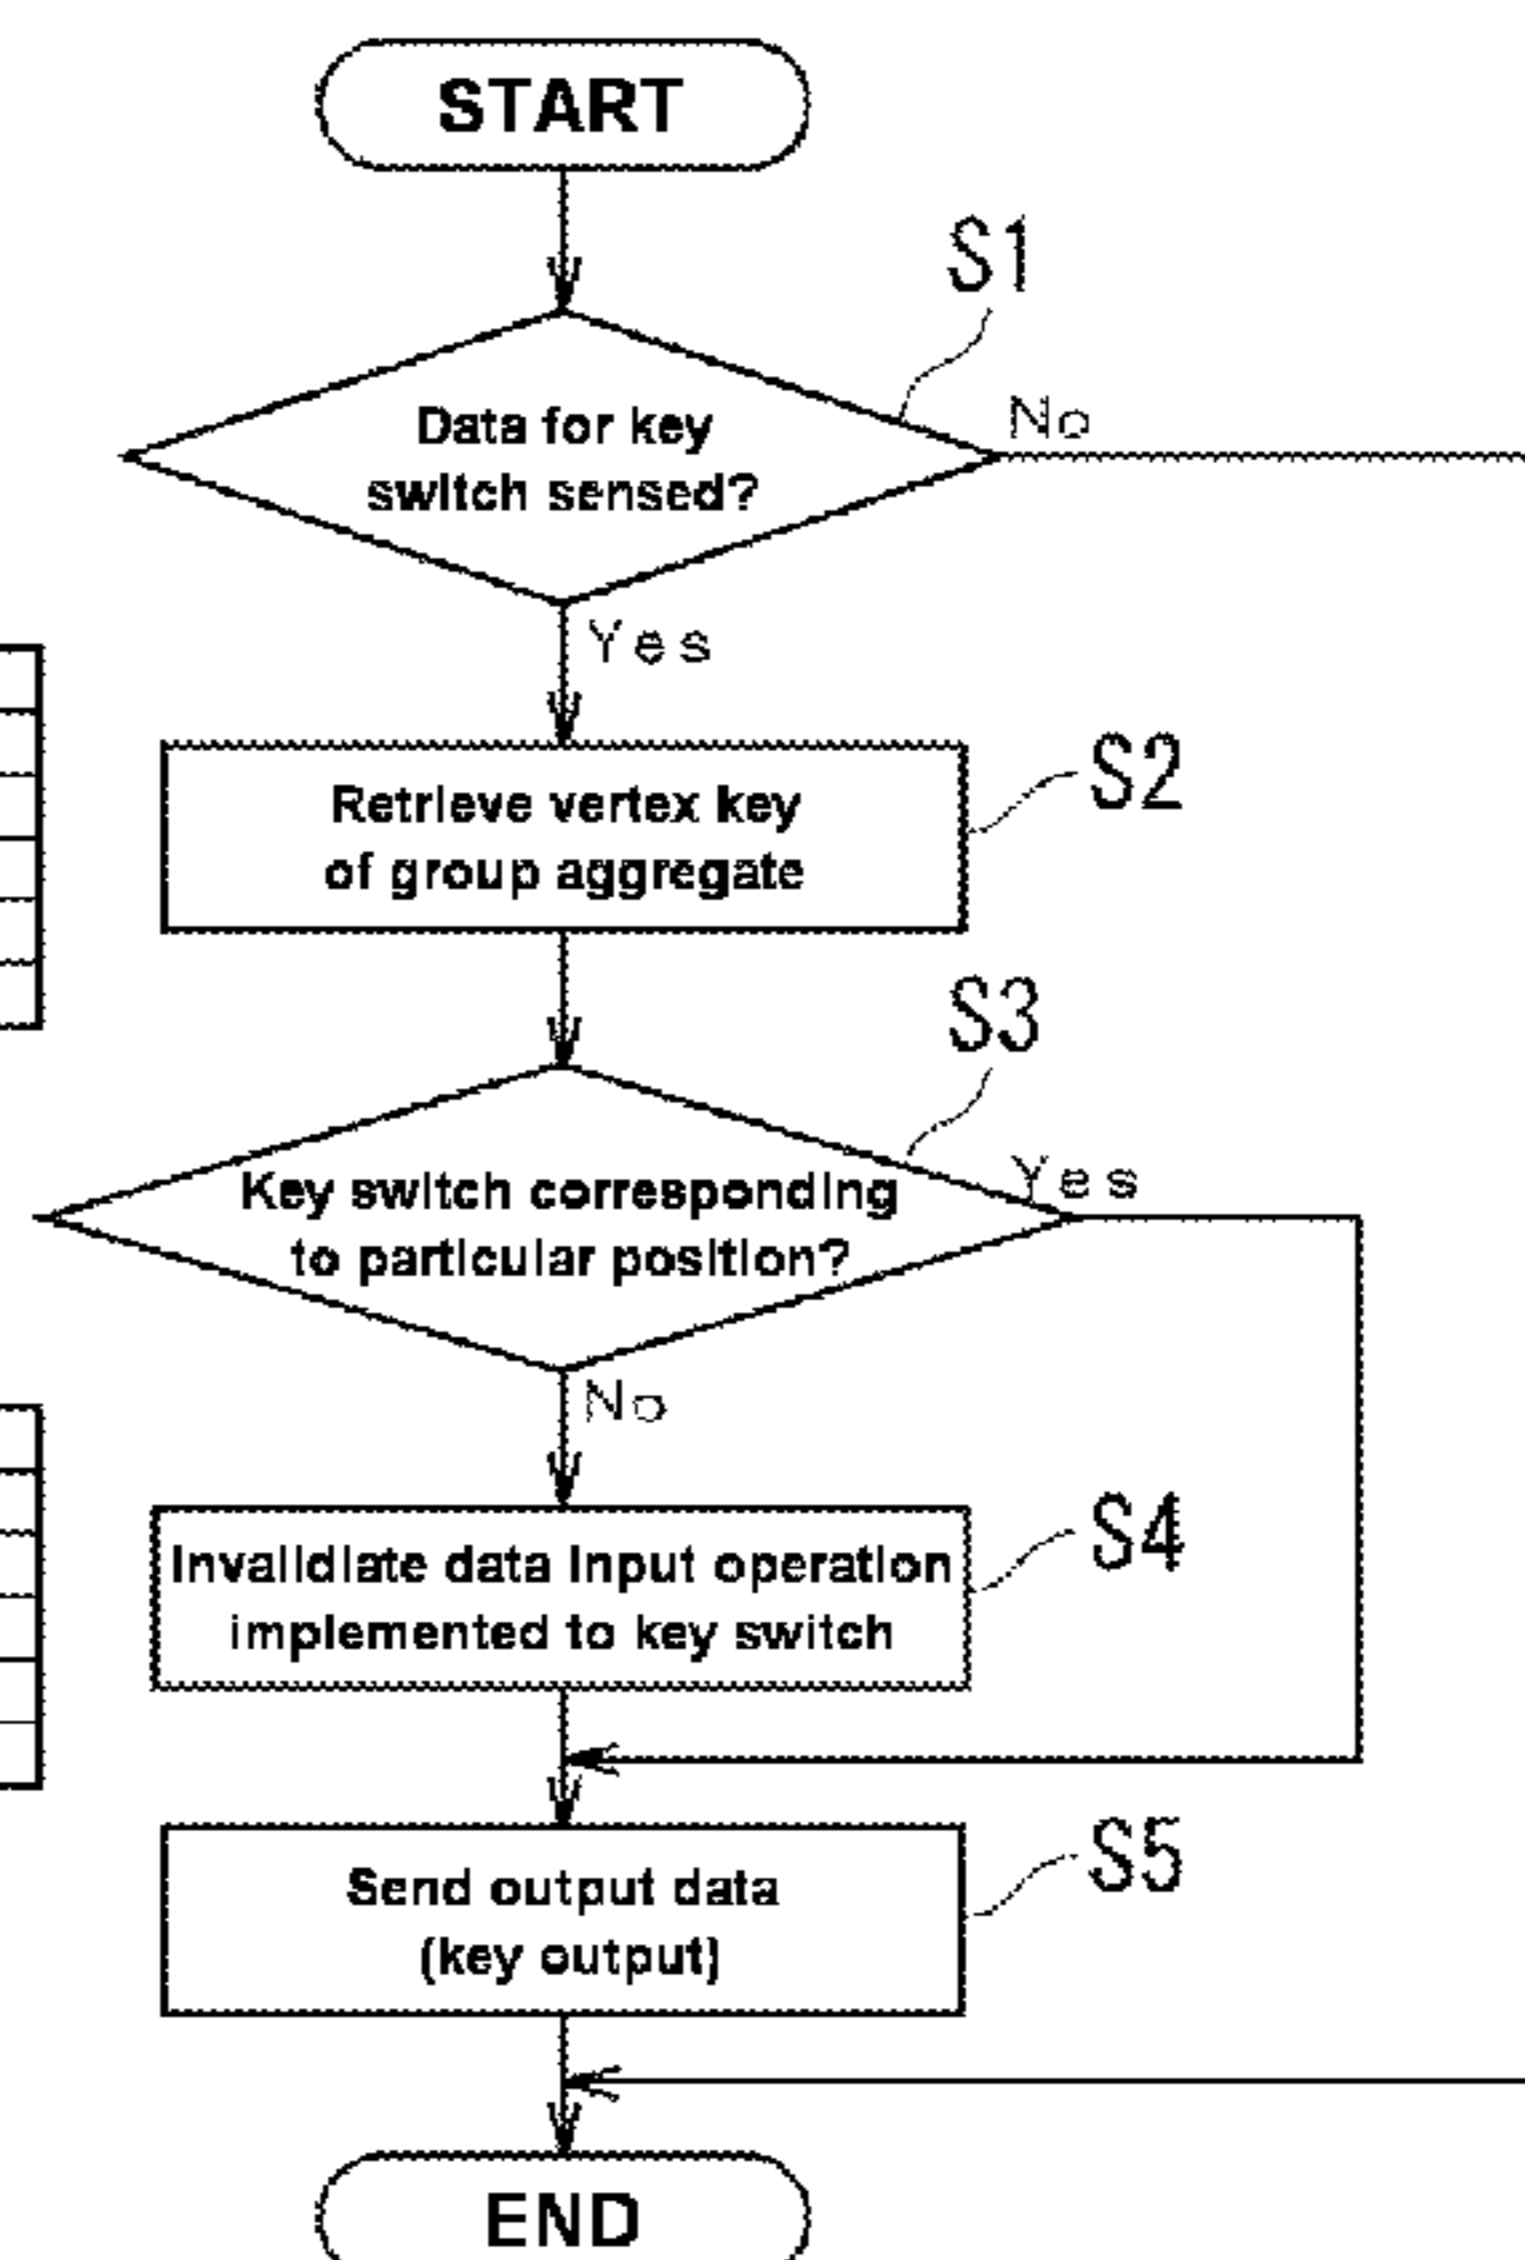 START
S1
Data for key
switch sensed?
No
Yes
S2
Retrieve vertex key
of group aggregate
S3
Key switch corresponding
to particular position?
Yes
No
S4
Invalidiate data input operation
implemented to key switch
S5
Send output data
(key output)
END